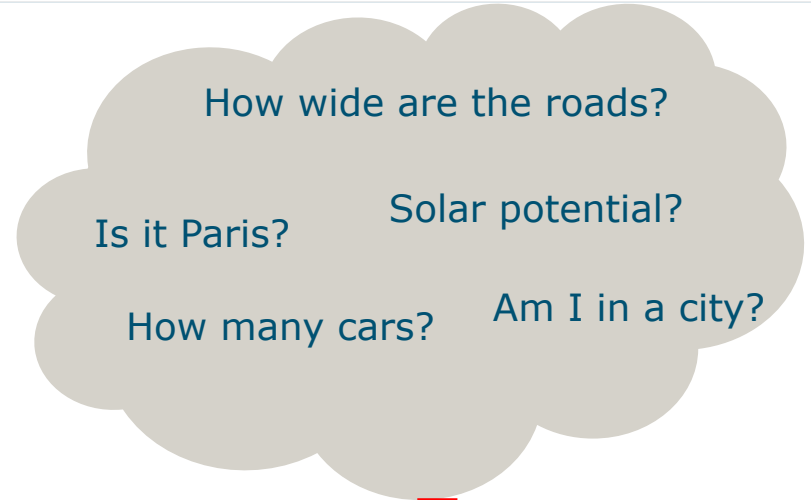 How wide are the roads?
Solar potential?
Is it Paris?
Am I in a city?
How many cars?